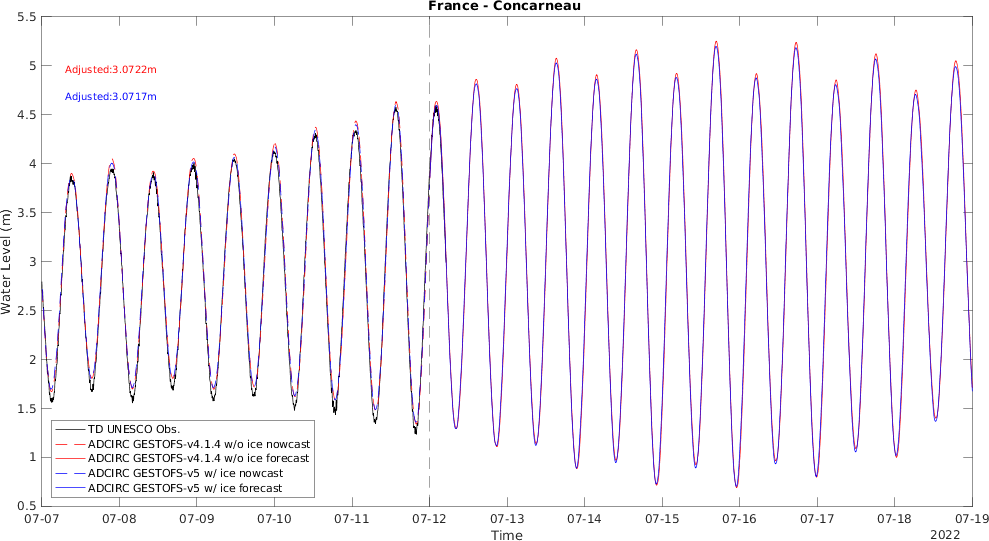 France - Concarneau
5.5
5
4.5
4
3.5
3
2.5
2
1.5
1
0.5
Water Level (m)
Adjusted:3.0722m
Adjusted:3.0717m
TD UNESCO Obs.
ADCIRC GESTOFS-v4.1.4 w/o ice nowcast
ADCIRC GESTOFS-v4.1.4 w/o ice forecast
ADCIRC GESTOFS-v5 w/ ice nowcast
ADCIRC GESTOFS-v5 w/ ice forecast
07-07 07-08 07-09 07-10 07-11 07-12 07-13 07-14 07-15 07-16 07-17 07-18 07-19
Time
2022